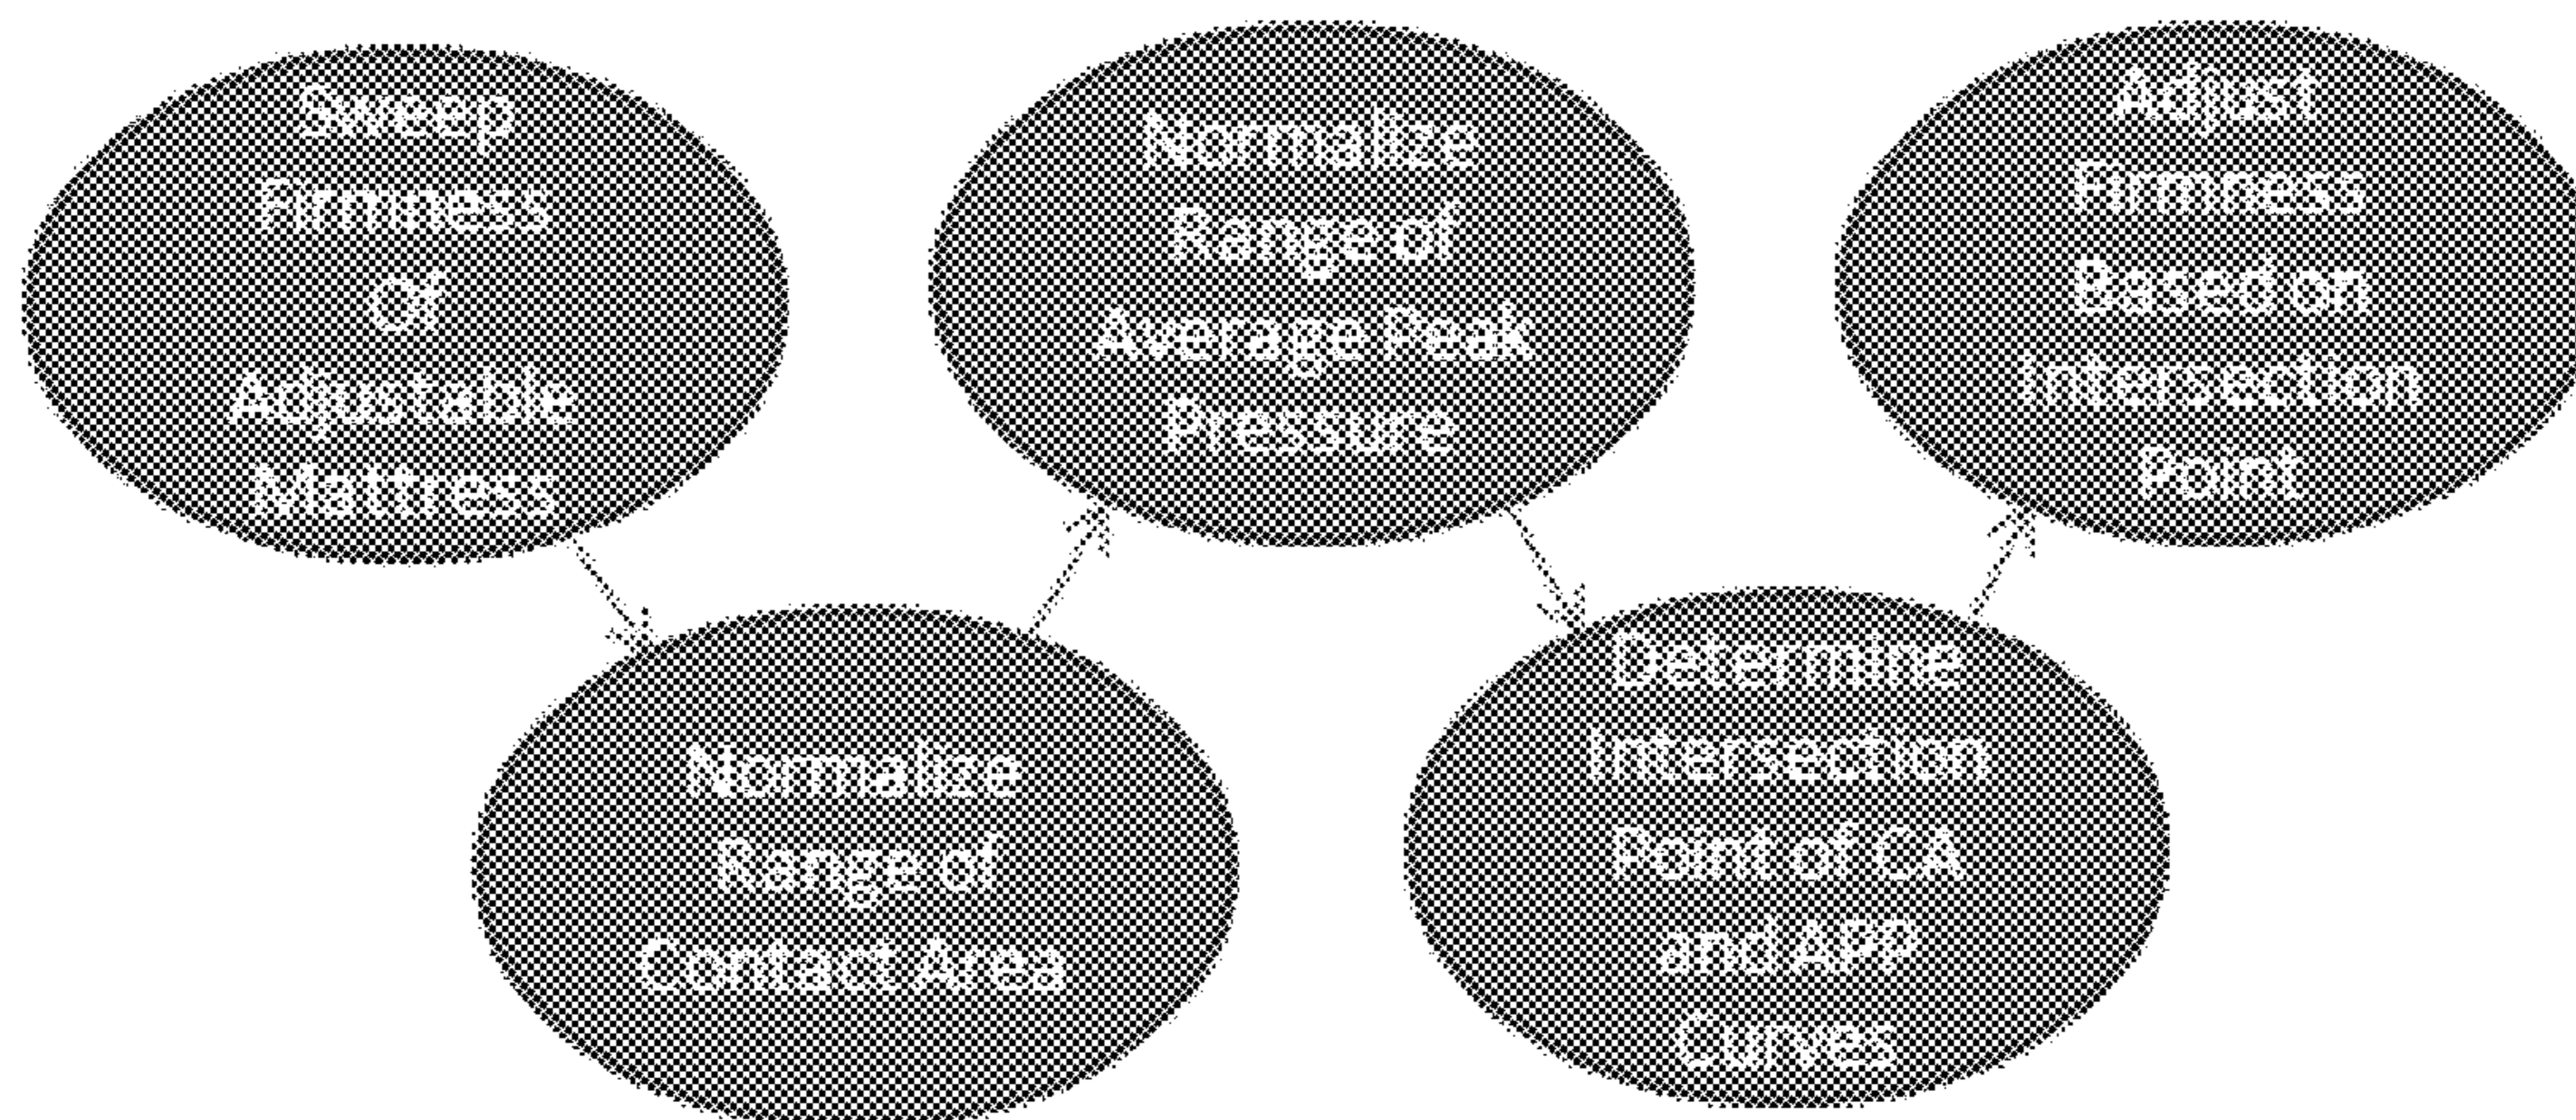 Sweep
Firmness
Of
Adjustable
Mattress
Normalize
Range of
Contact Area
Normalize
Range of
Average Peak
Pressure
Determine
Intersection
Point of CA
and APP
Curves
Adjust
Firmness
Based on
Intersection
Point